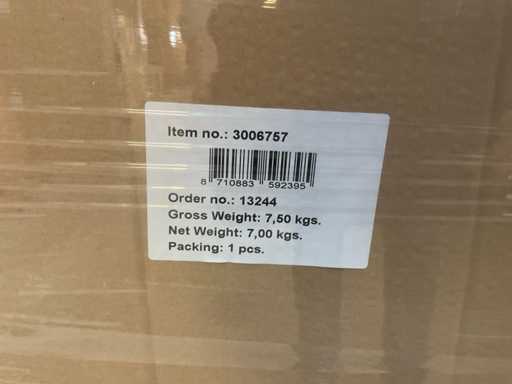 Item no.: 3006757
8 710883 592395
Order no.: 13244
Gross Weight: 7,50 kgs.
Net Weight: 7,00 kgs.
Packing: 1 pcs.